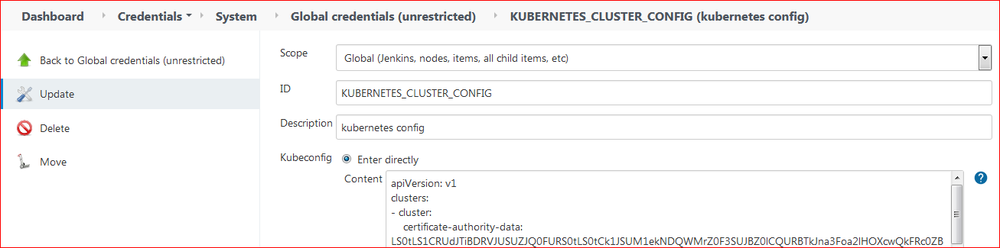 Dashboard Credentials System Global credentials (unrestricted) KUBERNETES_CLUSTER_CONFIG (kubernetes config)
Back to Global credentials (unrestricted)
Update
Delete
Move
Scope Global (Jenkins, nodes, items, all child items, etc)
ID KUBERNETES_CLUSTER_CONFIG
Description kubernetes config
Kubeconfig Enter directly
Content apiVersion: v1
clusters:
- cluster:
certificate-authority-data: